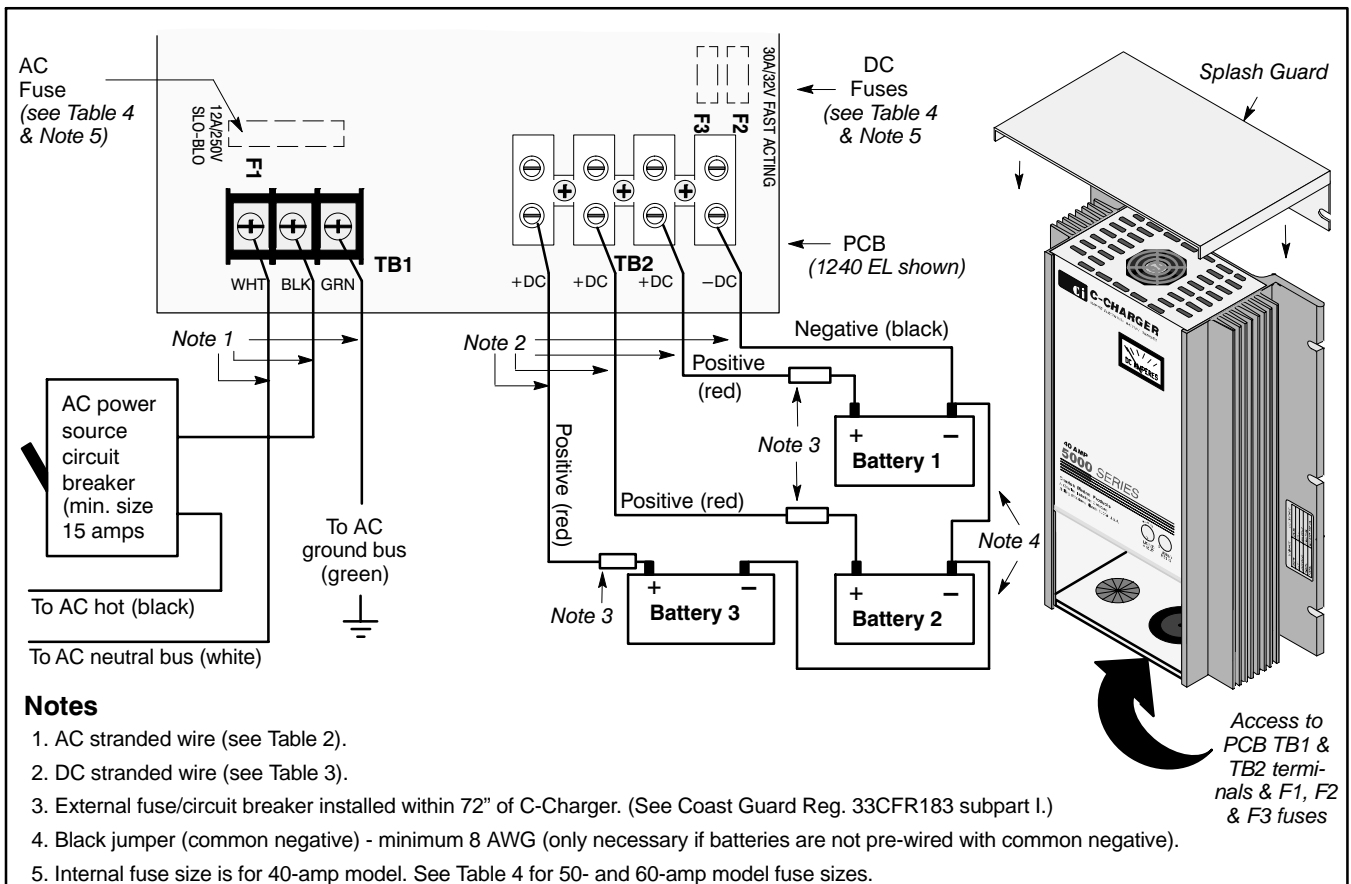 AC
Fuse
(see Table 4
& Note 5)
12A/250V
SLO-BLO
F1
WHT BLK GRN
TB1
30A/32V FAST ACTING
F3 F2
DC
Fuses
(see Table 4
& Note 5
PCB
(1240 EL shown)
TB2
+DC +DC +DC −DC
Note 1
Note 2
Negative (black)
Positive
(red)
Positive (red)
Positive (red)
Note 3
+ −
Battery 1
+ −
Battery 2
+ −
Battery 3
Note 3
Note 4
AC power
source
circuit
breaker
(min. size
15 amps
To AC
ground bus
(green)
To AC hot (black)
To AC neutral bus (white)
Splash Guard
ci C-CHARGER
DC AMPERES
40 AMP
5000 SERIES
Access to
PCB TB1 &
TB2 termi-
nals & F1, F2
& F3 fuses
Notes
1. AC stranded wire (see Table 2).
2. DC stranded wire (see Table 3).
3. External fuse/circuit breaker installed within 72” of C-Charger. (See Coast Guard Reg. 33CFR183 subpart I.)
4. Black jumper (common negative) - minimum 8 AWG (only necessary if batteries are not pre-wired with common negative).
5. Internal fuse size is for 40-amp model. See Table 4 for 50- and 60-amp model fuse sizes.